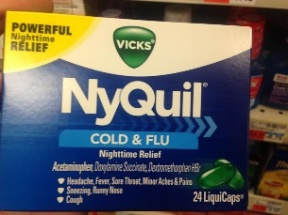 POWERFUL
Nighttime
RELIEF
VICKS
NyQuil®
COLD & FLU
Nighttime Relief
Acetaminophen, Doxylamine Succinate, Dextromethorphan HBr
Headache, Fever, Sore Throat, Minor Aches & Pains
Sneezing, Runny Nose
Cough
24 LiquiCaps®